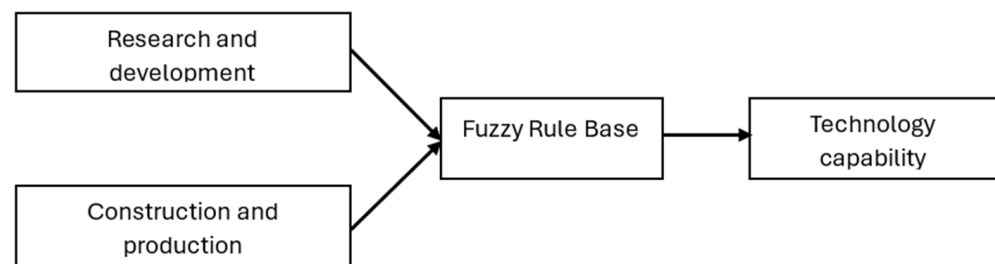 Research and
development
Fuzzy Rule Base
Technology
capability
Construction and
production